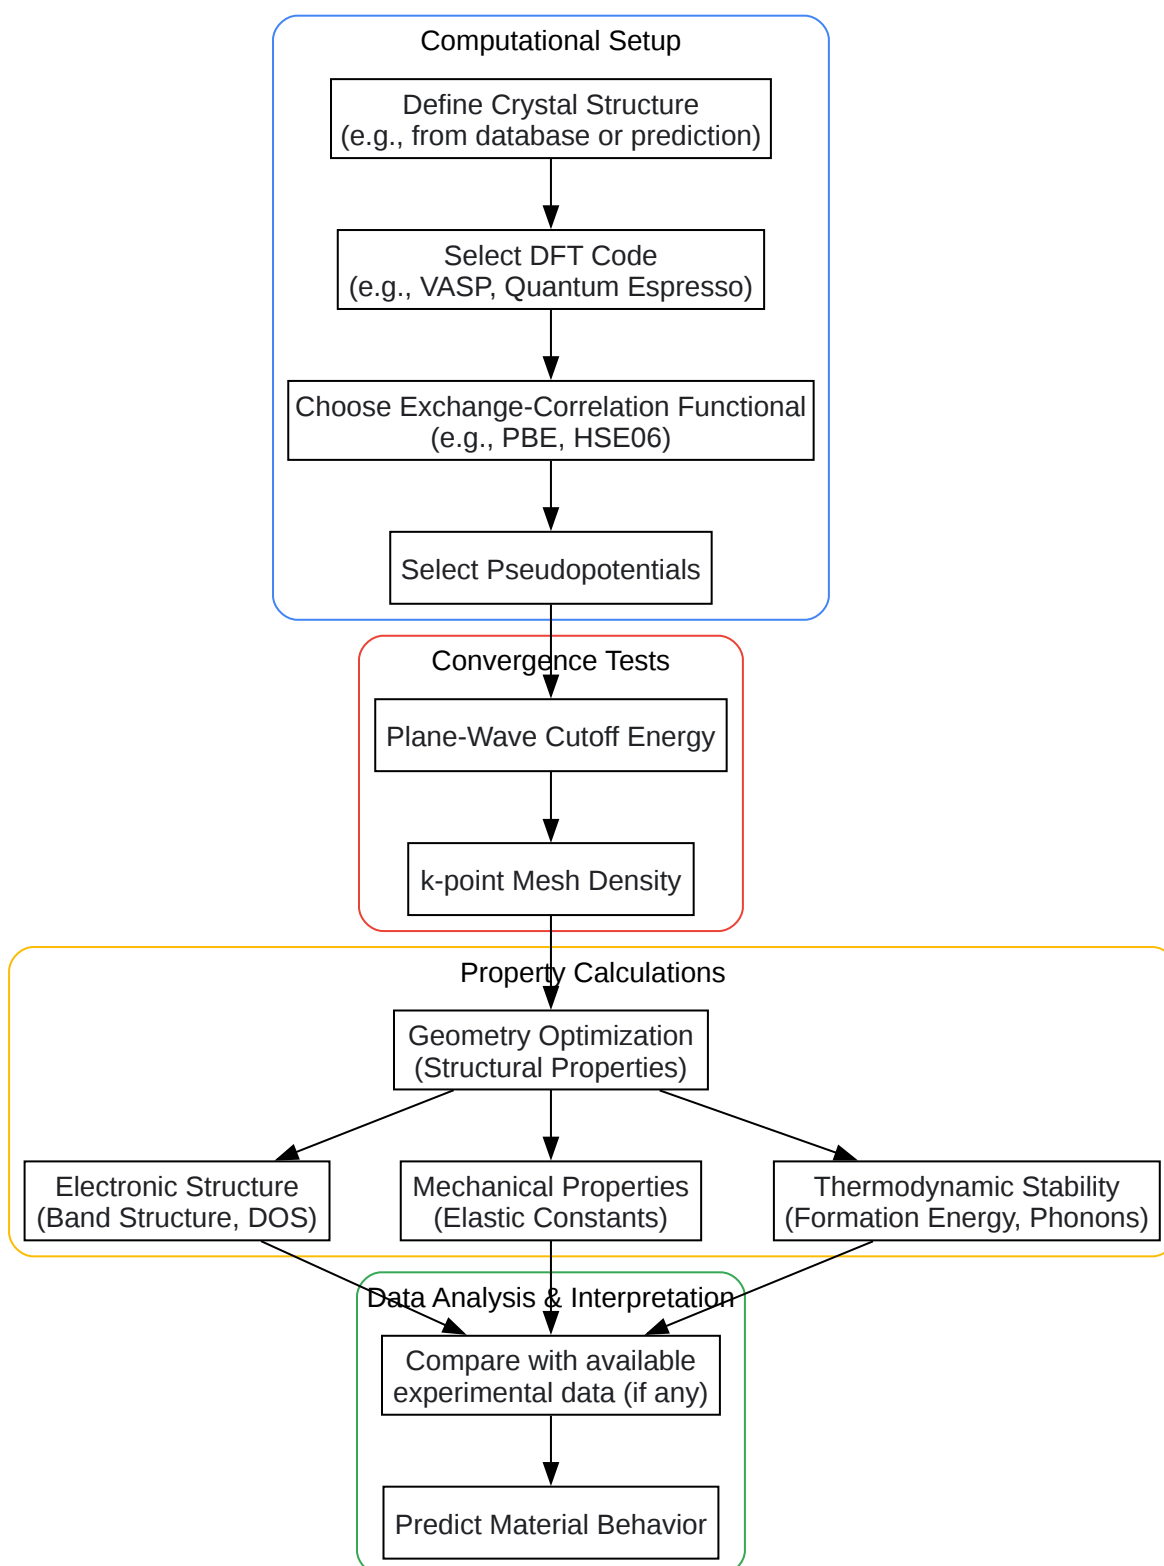 Computational Setup
Define Crystal Structure
(e.g., from database or prediction)
Select DFT Code
(e.g., VASP, Quantum Espresso)
Choose Exchange-Correlation Functional
(e.g., PBE, HSE06)
Select Pseudopotentials
Convergence Tests
Plane-Wave Cutoff Energy
k-point Mesh Density
Property Calculations
Geometry Optimization
(Structural Properties)
Electronic Structure
(Band Structure, DOS)
Mechanical Properties
(Elastic Constants)
Thermodynamic Stability
(Formation Energy, Phonons)
Data Analysis & Interpretation
Compare with available
experimental data (if any)
Predict Material Behavior